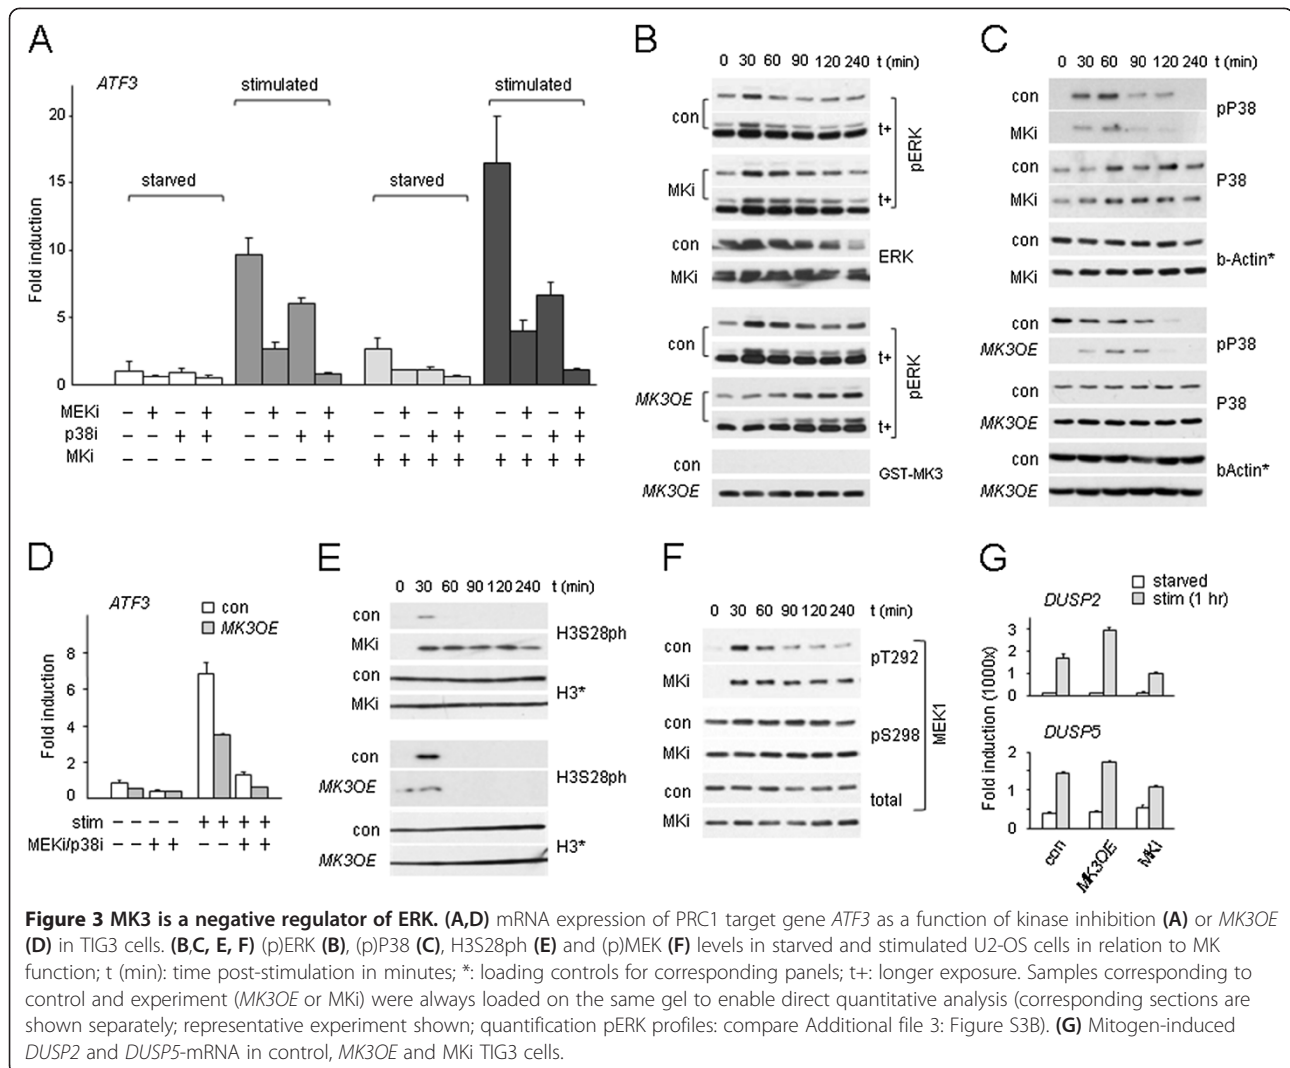 A
ATF3
stimulated
stimulated
starved
starved
Fold induction
20
15
10
5
0
MEKi − + − + − + − + − + − + − + − +
p38i − − + + − − + + − − + + − − + +
MKi − − − − − − − − + + + + + + + +
B
0 30 60 90 120 240 t (min)
con
t+
MKi
t+
pERK
con
MKi
ERK
con
t+
MK3OE
t+
pERK
con
MK3OE
GST-MK3
C
0 30 60 90 120 240 t (min)
con
MKi
pP38
con
MKi
P38
con
MKi
b-Actin*
con
MK3OE
pP38
con
MK3OE
P38
con
MK3OE
bActin*
D
ATF3
con
MK3OE
Fold induction
8
6
4
2
0
stim − − − − + + + +
MEKi/p38i − − + + − − + +
E
0 30 60 90 120 240 t (min)
con
MKi
H3S28ph
con
MKi
H3*
con
MK3OE
H3S28ph
con
MK3OE
H3*
F
0 30 60 90 120 240 t (min)
con
MKi
pT292
con
MKi
pS298
con
MKi
total
MEK1
G
starved
stim (1 hr)
DUSP2
3
2
1
0
DUSP5
2
1
0
Fold induction (1000x)
con MK3OE MKi
Figure 3 MK3 is a negative regulator of ERK. (A,D) mRNA expression of PRC1 target gene ATF3 as a function of kinase inhibition (A) or MK3OE
(D) in TIG3 cells. (B,C, E, F) (p)ERK (B), (p)P38 (C), H3S28ph (E) and (p)MEK (F) levels in starved and stimulated U2-OS cells in relation to MK
function; t (min): time post-stimulation in minutes; *: loading controls for corresponding panels; t+: longer exposure. Samples corresponding to
control and experiment (MK3OE or MKi) were always loaded on the same gel to enable direct quantitative analysis (corresponding sections are
shown separately; representative experiment shown; quantification pERK profiles: compare Additional file 3: Figure S3B). (G) Mitogen-induced
DUSP2 and DUSP5-mRNA in control, MK3OE and MKi TIG3 cells.